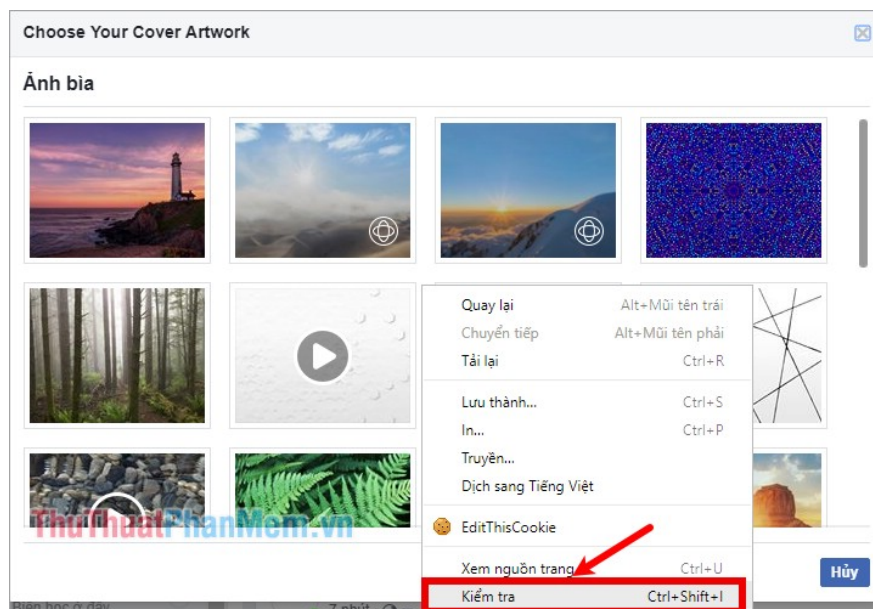 Choose Your Cover Artwork
Ảnh bìa
Quay lại Alt+Mũi tên trái
Chuyển tiếp Alt+Mũi tên phải
Tải lại Ctrl+R
Lưu thành... Ctrl+S
In... Ctrl+P
Truyền...
Dịch sang Tiếng Việt
EditThisCookie
Xem nguồn trang Ctrl+U
Kiểm tra Ctrl+Shift+I
ThuThuatPhanMem.vn
Hủy
7 phút